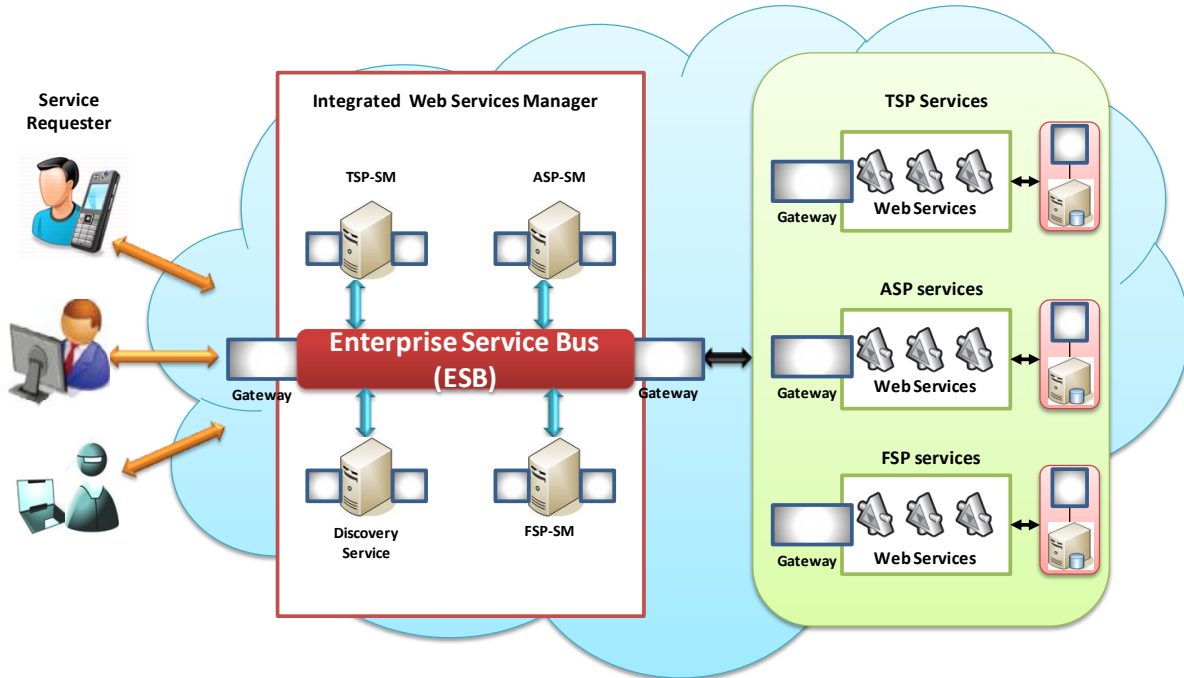 Service
Requester
Integrated Web Services Manager
TSP-SM
ASP-SM
Enterprise Service Bus
(ESB)
Gateway
Gateway
Discovery
Service
FSP-SM
TSP Services
Gateway
Web Services
ASP services
Gateway
Web Services
FSP services
Gateway
Web Services